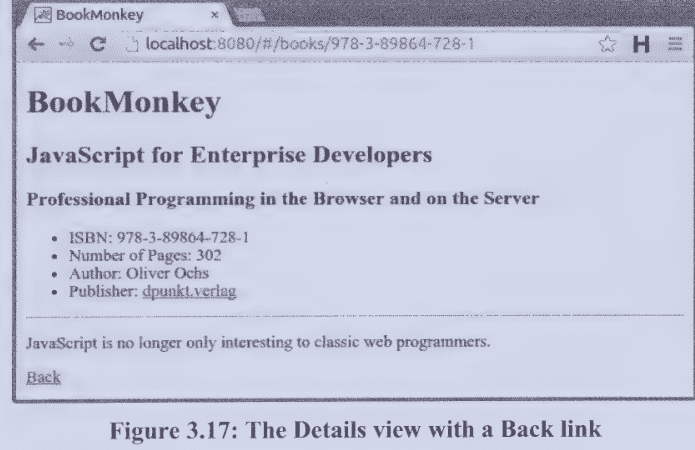 BookMonkey ×
localhost:8080/#/books/978-3-89864-728-1
H
BookMonkey
JavaScript for Enterprise Developers
Professional Programming in the Browser and on the Server
• ISBN: 978-3-89864-728-1
• Number of Pages: 302
• Author: Oliver Ochs
• Publisher: dpunkt.verlag
JavaScript is no longer only interesting to classic web programmers.
Back
Figure 3.17: The Details view with a Back link